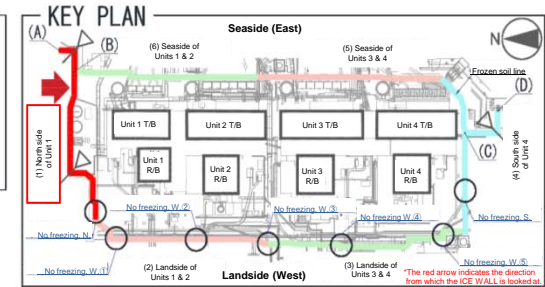 KEY PLAN
Seaside (East)
(A)
(B)
(6) Seaside of
Units 1 & 2
(5) Seaside of
Units 3 & 4
N
Frozen soil line
(D)
(1) North side
of Unit 1
Unit 1 T/B
Unit 2 T/B
Unit 3 T/B
Unit 4 T/B
(C)
(4) South side
of Unit 4
Unit 1
R/B
Unit 2
R/B
Unit 3
R/B
Unit 4
R/B
No freezing, W.②
No freezing, W.③
No freezing, W.④
No freezing, S.
No freezing, N.
No freezing, W.①
(2) Landside of
Units 1 & 2
Landside (West)
(3) Landside of
Units 3 & 4
No freezing, W.⑤
*The red arrow indicates the direction
from which the ICE WALL is looked at.